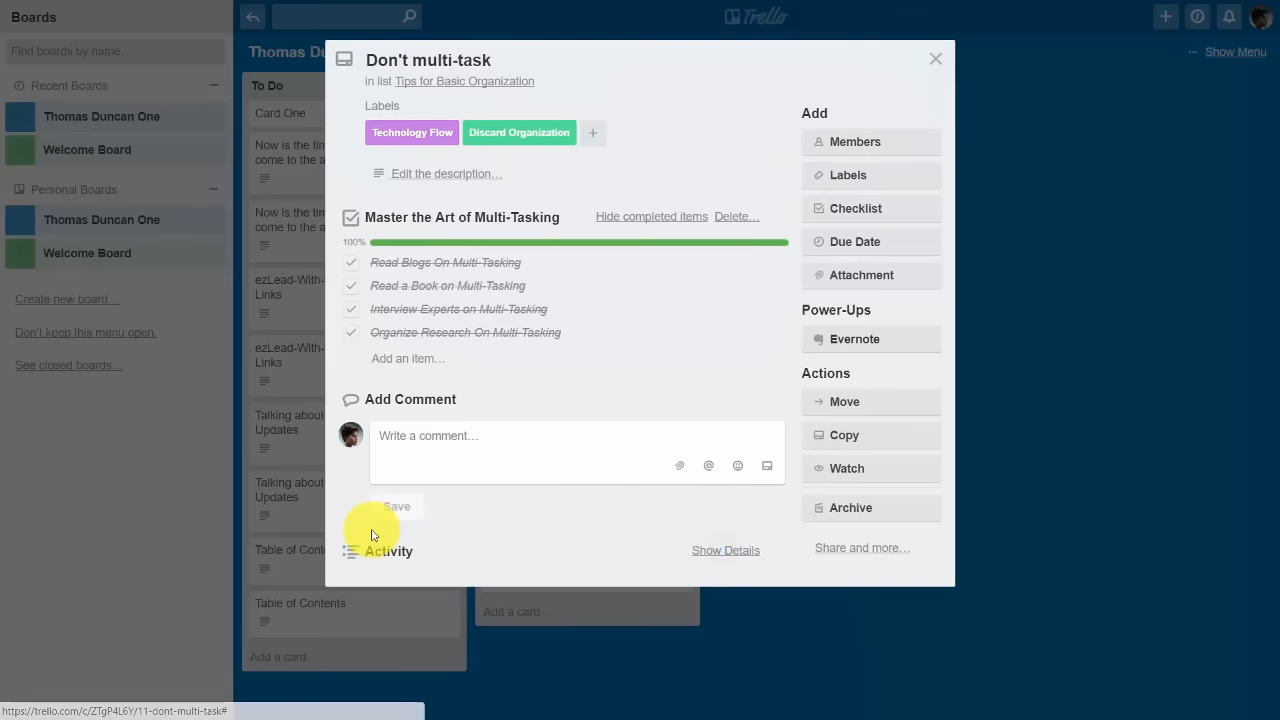 Boards
Trello
Find boards by name...
Thomas Du
··· Show Menu
Recent Boards
Thomas Duncan One
Welcome Board
Personal Boards
Thomas Duncan One
Welcome Board
Create new board...
Don't keep this menu open.
See closed boards...
To Do
Card One
Now is the tim
come to the a
Now is the tim
come to the a
ezLead-With-
Links
ezLead-With-
Links
Talking about
Updates
Talking about
Updates
Table of Conte
Table of Contents
Add a card...
Add a card...
Don't multi-task
in list Tips for Basic Organization
Labels
Technology Flow
Discard Organization
+
Edit the description...
Master the Art of Multi-Tasking
Hide completed items
Delete...
100%
Read Blogs On Multi-Tasking
Read a Book on Multi-Tasking
Interview Experts on Multi-Tasking
Organize Research On Multi-Tasking
Add an item...
Add Comment
Write a comment...
Save
Activity
Show Details
Add
Members
Labels
Checklist
Due Date
Attachment
Power-Ups
Evernote
Actions
Move
Copy
Watch
Archive
Share and more...
https://trello.com/c/ZTgP4L6Y/11-dont-multi-task#